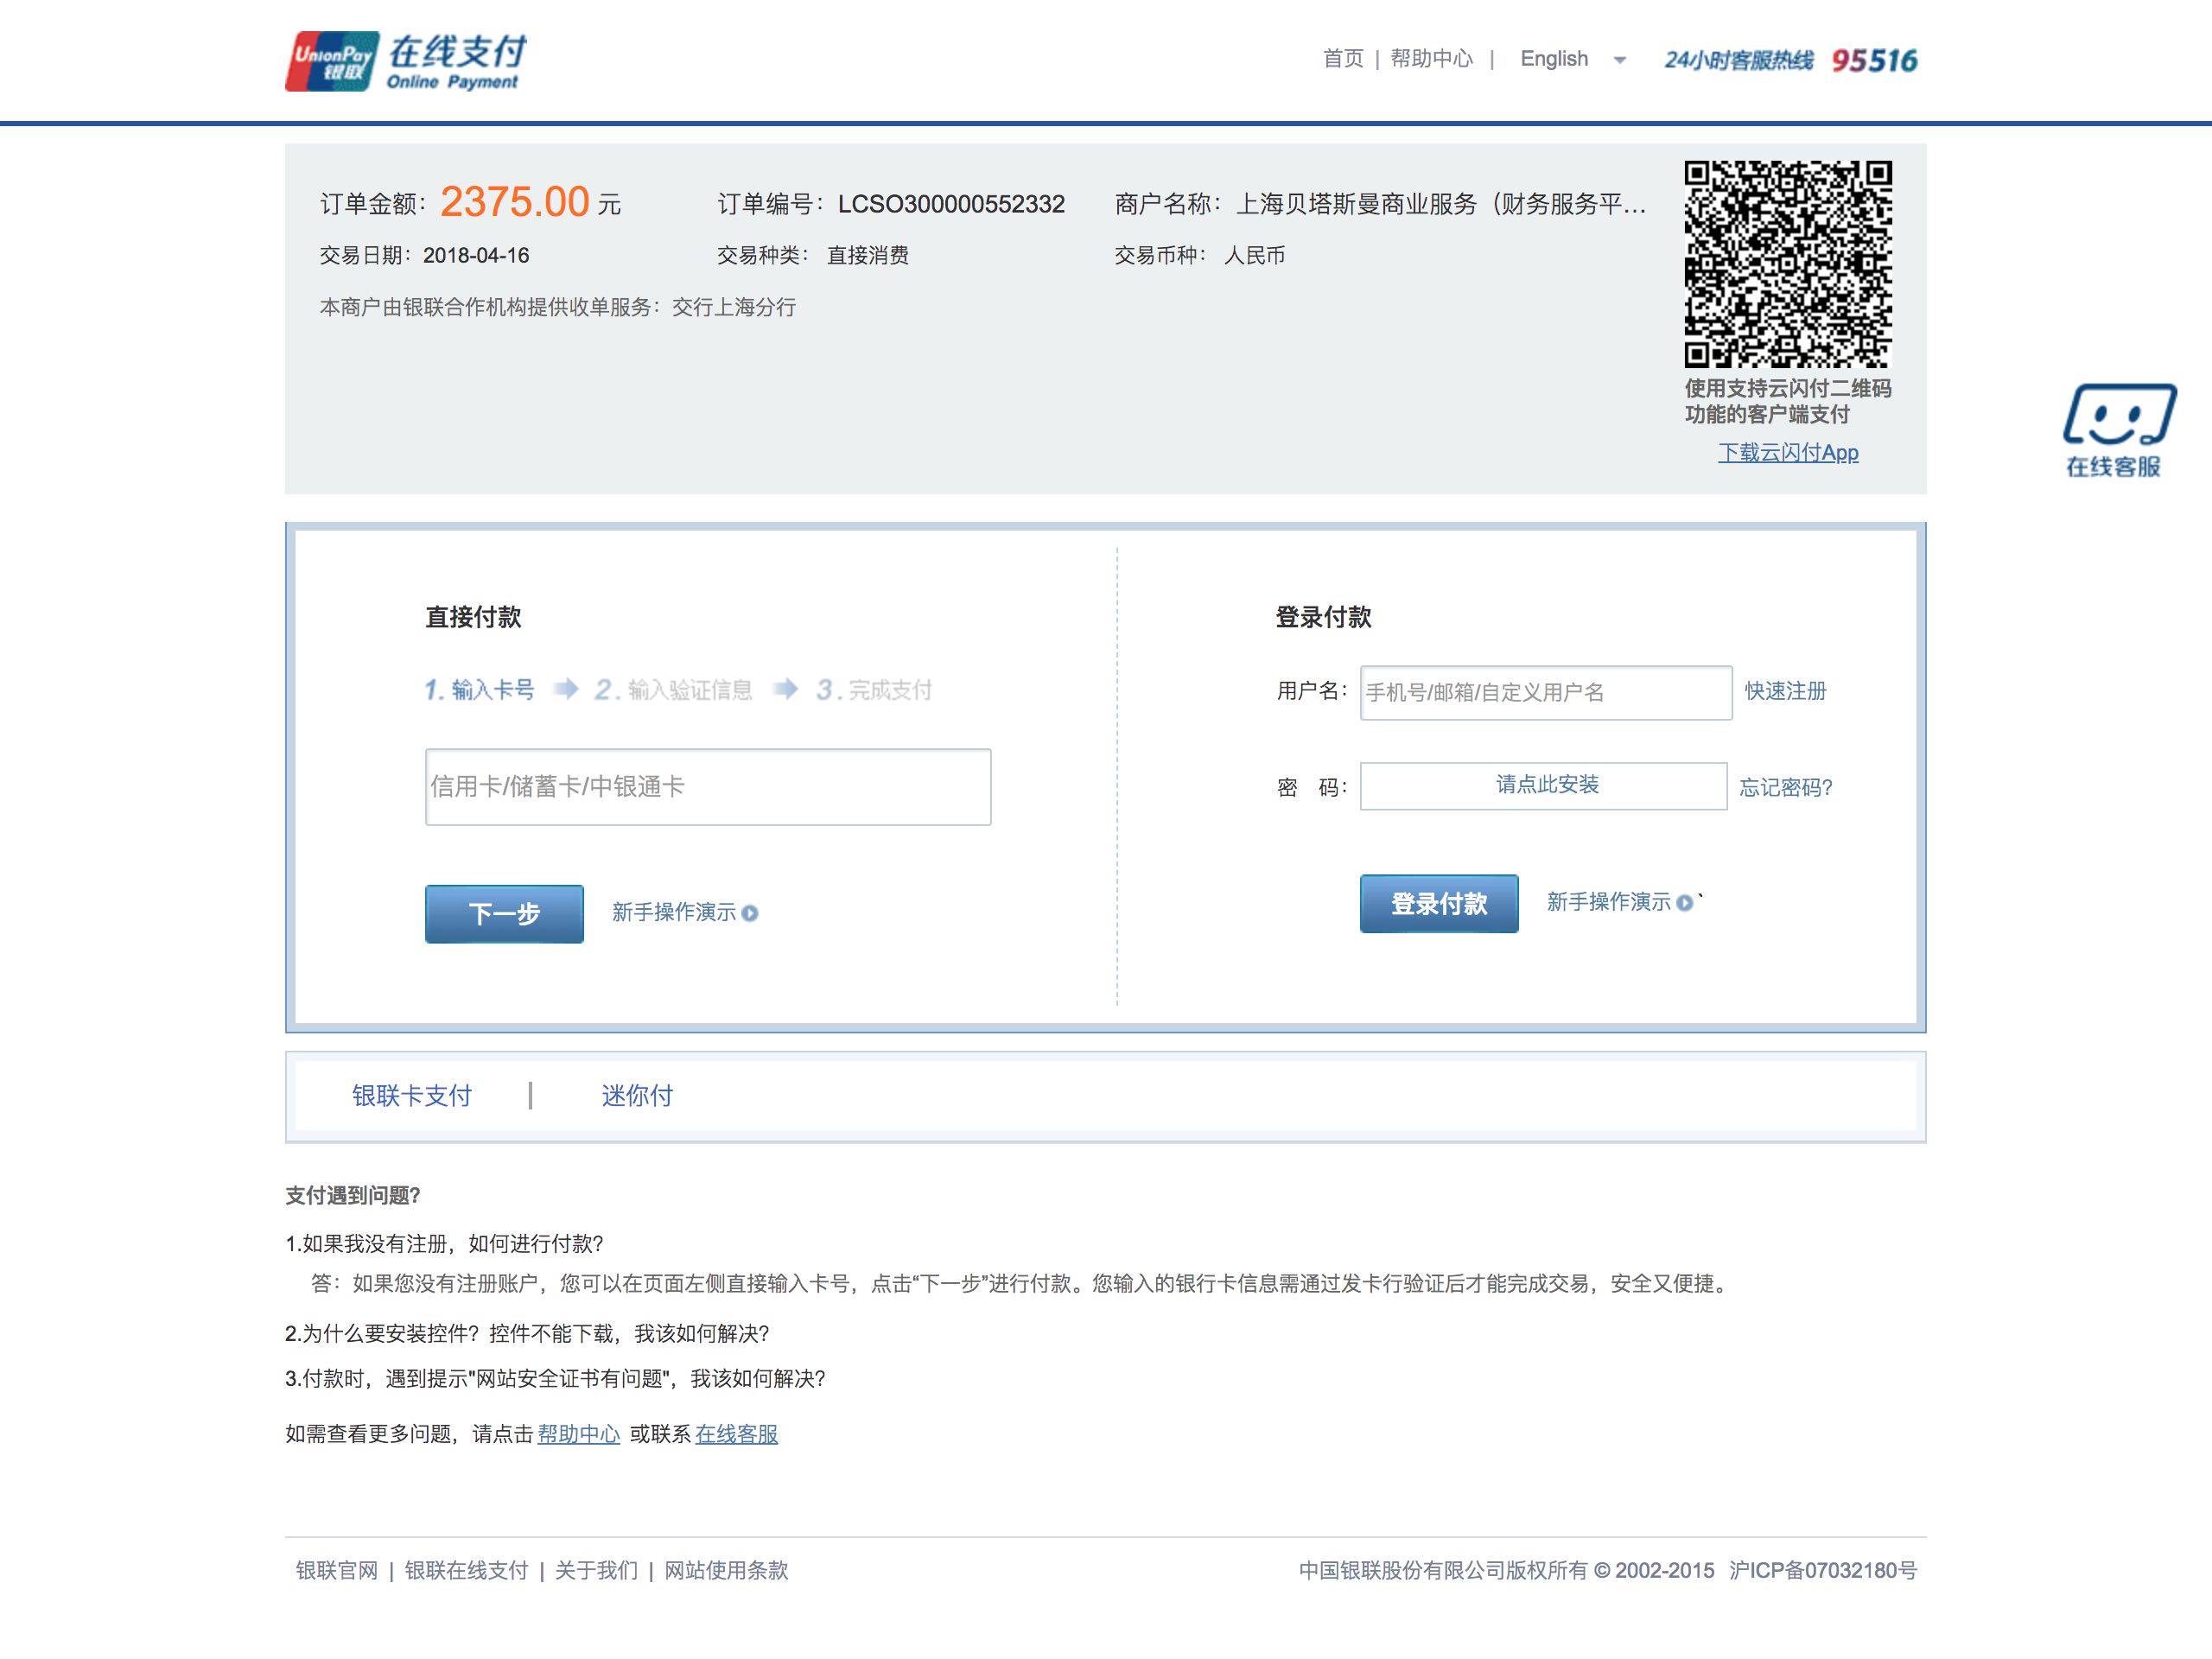 UnionPay 银联 在线支付 Online Payment
首页 | 帮助中心 | English 24小时客服热线 95516
订单金额：2375.00 元 订单编号：LCSO300000552332 商户名称：上海贝塔斯曼商业服务（财务服务平...
交易日期：2018-04-16 交易种类： 直接消费 交易币种： 人民币
本商户由银联合作机构提供收单服务：交行上海分行
使用支持云闪付二维码
功能的客户端支付
下载云闪付App
在线客服
直接付款
1. 输入卡号 2. 输入验证信息 3. 完成支付
信用卡/储蓄卡/中银通卡
下一步 新手操作演示
登录付款
用户名： 手机号/邮箱/自定义用户名 快速注册
密 码： 请点此安装 忘记密码?
登录付款 新手操作演示 `
银联卡支付 | 迷你付
支付遇到问题?
1.如果我没有注册，如何进行付款?
答：如果您没有注册账户，您可以在页面左侧直接输入卡号，点击“下一步”进行付款。您输入的银行卡信息需通过发卡行验证后才能完成交易，安全又便捷。
2.为什么要安装控件？控件不能下载，我该如何解决?
3.付款时，遇到提示"网站安全证书有问题"，我该如何解决?
如需查看更多问题，请点击 帮助中心 或联系 在线客服
银联官网 | 银联在线支付 | 关于我们 | 网站使用条款
中国银联股份有限公司版权所有 © 2002-2015 沪ICP备07032180号